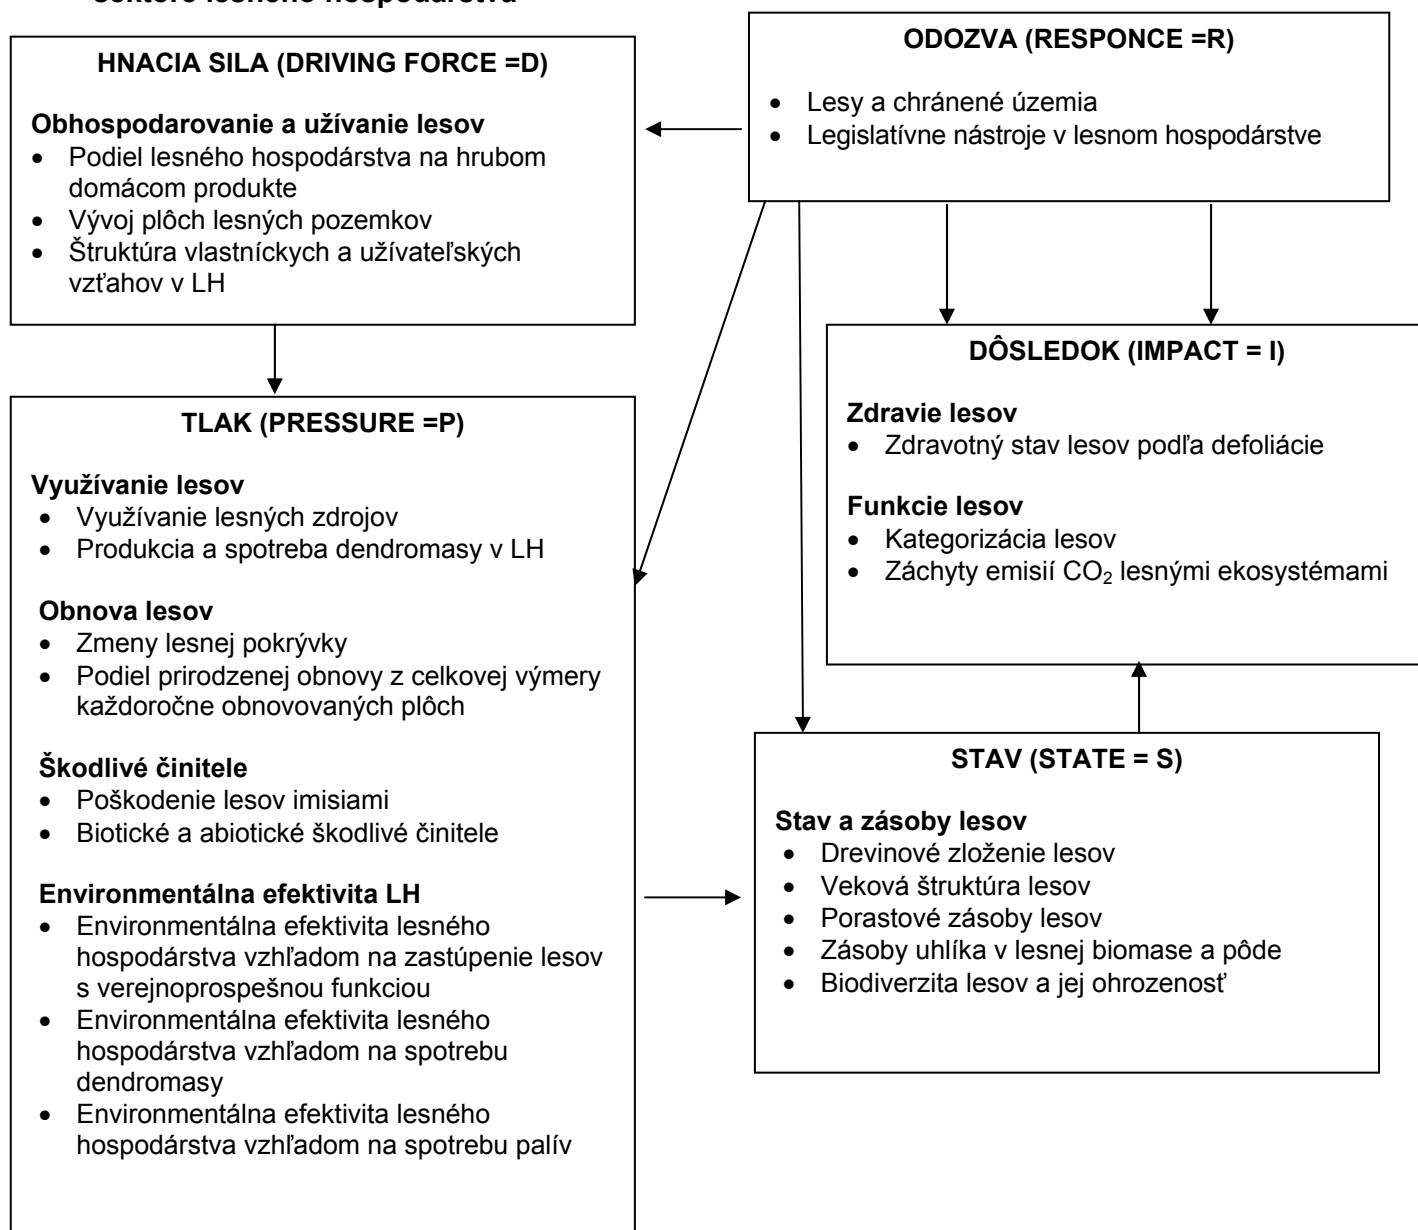 sektore lesného hospodárstva
HNACIA SILA (DRIVING FORCE =D)
Obhospodarovanie a užívanie lesov
• Podiel lesného hospodárstva na hrubom
domácom produkte
• Vývoj plôch lesných pozemkov
• Štruktúra vlastníckych a užívateľských
vzťahov v LH
ODOZVA (RESPONCE =R)
• Lesy a chránené územia
• Legislatívne nástroje v lesnom hospodárstve
DÔSLEDOK (IMPACT = I)
Zdravie lesov
• Zdravotný stav lesov podľa defoliácie
Funkcie lesov
• Kategorizácia lesov
• Záchyty emisií CO₂ lesnými ekosystémami
TLAK (PRESSURE =P)
Využívanie lesov
• Využívanie lesných zdrojov
• Produkcia a spotreba dendromasy v LH
Obnova lesov
• Zmeny lesnej pokrývky
• Podiel prirodzenej obnovy z celkovej výmery
každoročne obnovovaných plôch
Škodlivé činitele
• Poškodenie lesov imisiami
• Biotické a abiotické škodlivé činitele
Environmentálna efektivita LH
• Environmentálna efektivita lesného
hospodárstva vzhľadom na zastúpenie lesov
s verejnoprospešnou funkciou
• Environmentálna efektivita lesného
hospodárstva vzhľadom na spotrebu
dendromasy
• Environmentálna efektivita lesného
hospodárstva vzhľadom na spotrebu palív
STAV (STATE = S)
Stav a zásoby lesov
• Drevinové zloženie lesov
• Veková štruktúra lesov
• Porastové zásoby lesov
• Zásoby uhlíka v lesnej biomase a pôde
• Biodiverzita lesov a jej ohrozenosť